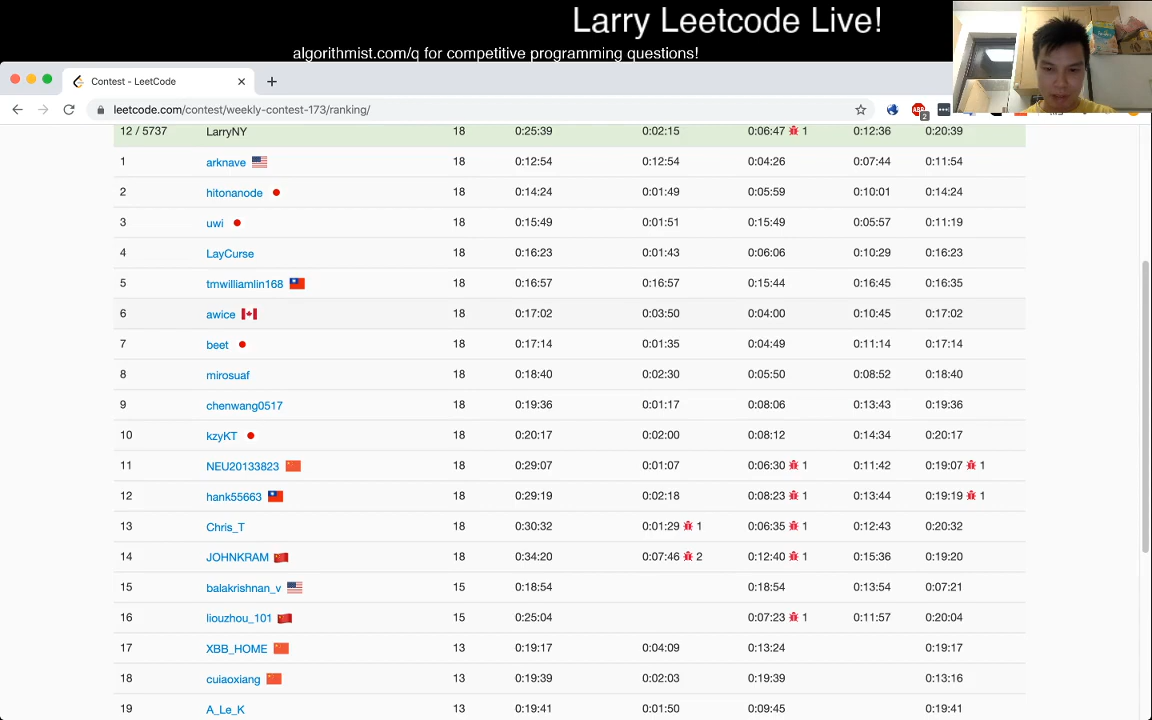 Larry Leetcode Live!
algorithmist.com/q for competitive programming questions!
Contest - LeetCode
leetcode.com/contest/weekly-contest-173/ranking/
ABP
2
12 / 5737 LarryNY 18 0:25:39 0:02:15 0:06:47 1 0:12:36 0:20:39
1 arknave 18 0:12:54 0:12:54 0:04:26 0:07:44 0:11:54
2 hitonanode 18 0:14:24 0:01:49 0:05:59 0:10:01 0:14:24
3 uwi 18 0:15:49 0:01:51 0:15:49 0:05:57 0:11:19
4 LayCurse 18 0:16:23 0:01:43 0:06:06 0:10:29 0:16:23
5 tmwilliamlin168 18 0:16:57 0:16:57 0:15:44 0:16:45 0:16:35
6 awice 18 0:17:02 0:03:50 0:04:00 0:10:45 0:17:02
7 beet 18 0:17:14 0:01:35 0:04:49 0:11:14 0:17:14
8 mirosuaf 18 0:18:40 0:02:30 0:05:50 0:08:52 0:18:40
9 chenwang0517 18 0:19:36 0:01:17 0:08:06 0:13:43 0:19:36
10 kzyKT 18 0:20:17 0:02:00 0:08:12 0:14:34 0:20:17
11 NEU20133823 18 0:29:07 0:01:07 0:06:30 1 0:11:42 0:19:07 1
12 hank55663 18 0:29:19 0:02:18 0:08:23 1 0:13:44 0:19:19 1
13 Chris_T 18 0:30:32 0:01:29 1 0:06:35 1 0:12:43 0:20:32
14 JOHNKRAM 18 0:34:20 0:07:46 2 0:12:40 1 0:15:36 0:19:20
15 balakrishnan_v 15 0:18:54 0:18:54 0:13:54 0:07:21
16 liouzhou_101 15 0:25:04 0:07:23 1 0:11:57 0:20:04
17 XBB_HOME 13 0:19:17 0:04:09 0:13:24 0:19:17
18 cuiaoxiang 13 0:19:39 0:02:03 0:19:39 0:13:16
19 A_Le_K 13 0:19:41 0:01:50 0:09:45 0:19:41